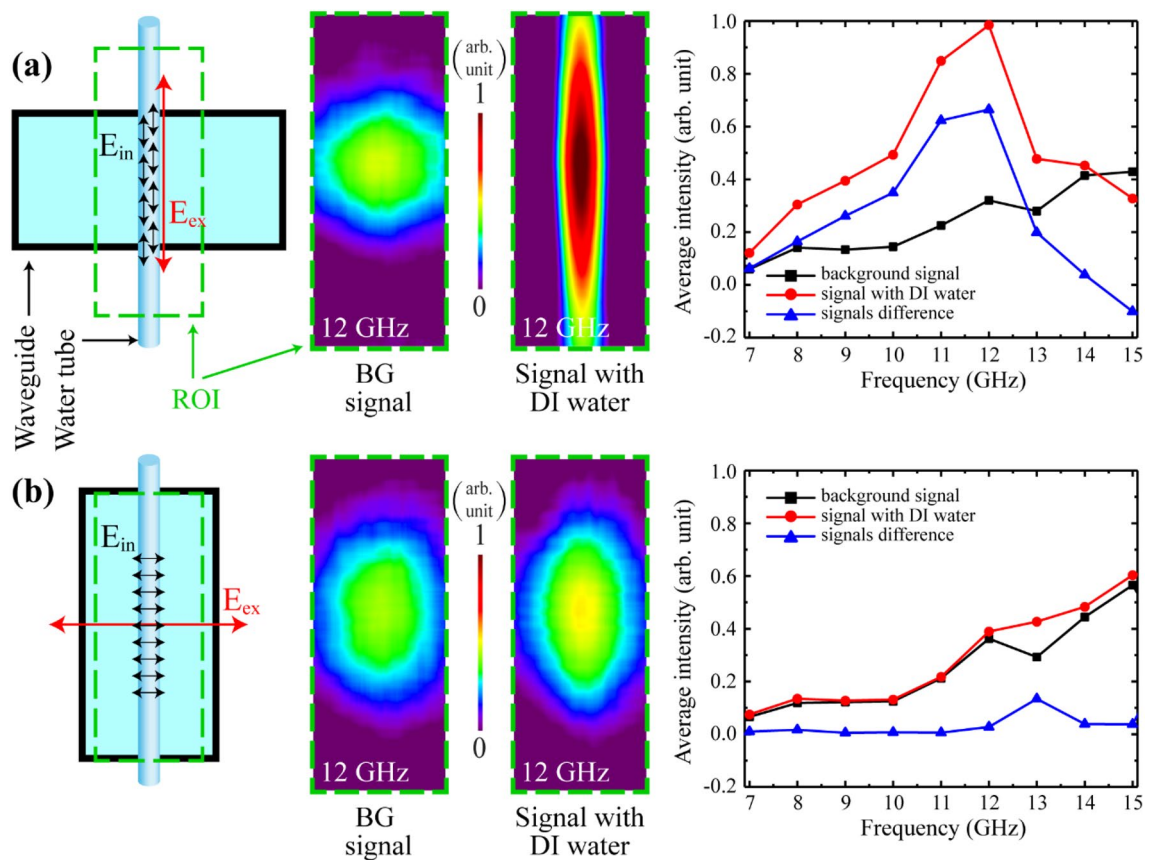 (a)
E_in
E_ex
Waveguide
Water tube
ROI
(arb. unit)
1
0
12 GHz
BG
signal
12 GHz
Signal with
DI water
Average intensity (arb. unit)
1.0
0.8
0.6
0.4
0.2
0.0
-0.2
background signal
signal with DI water
signals difference
7 8 9 10 11 12 13 14 15
Frequency (GHz)
(b)
E_in
E_ex
(arb. unit)
1
0
12 GHz
BG
signal
12 GHz
Signal with
DI water
Average intensity (arb. unit)
1.0
0.8
0.6
0.4
0.2
0.0
-0.2
background signal
signal with DI water
signals difference
7 8 9 10 11 12 13 14 15
Frequency (GHz)